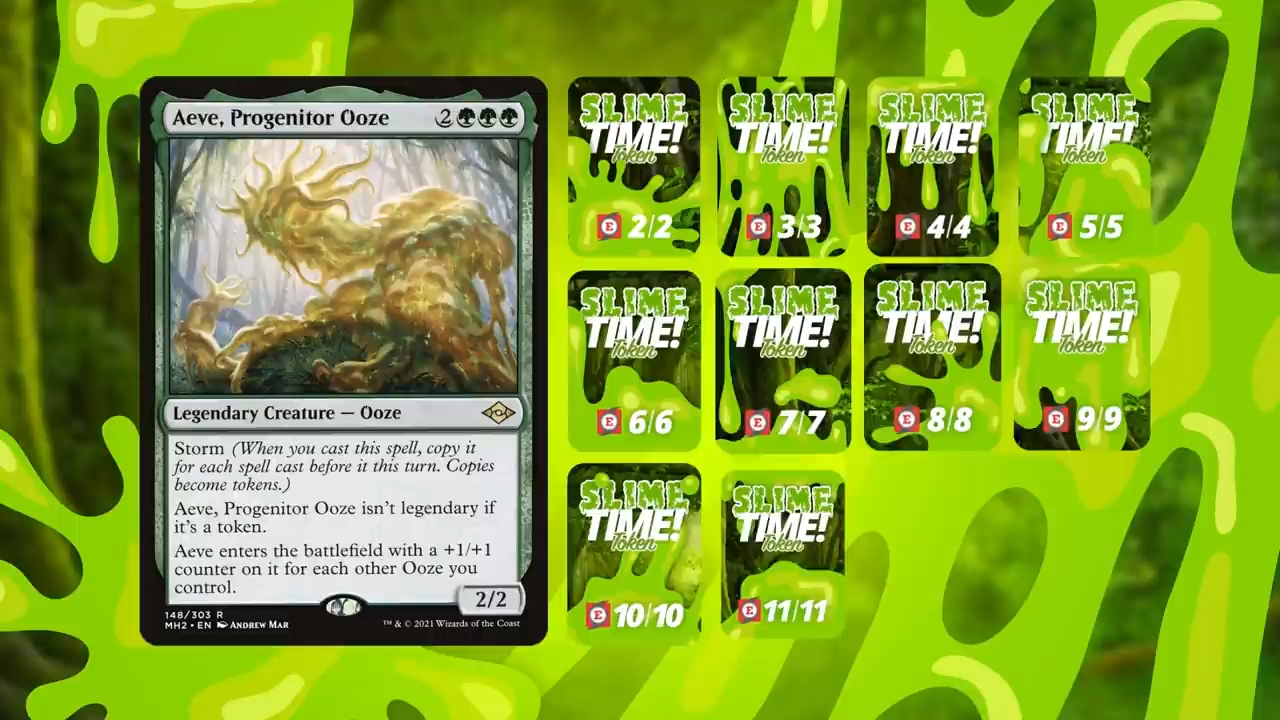 Aeve, Progenitor Ooze 2
Legendary Creature — Ooze
Storm (When you cast this spell, copy it
for each spell cast before it this turn. Copies
become tokens.)
Aeve, Progenitor Ooze isn't legendary if
it's a token.
Aeve enters the battlefield with a +1/+1
counter on it for each other Ooze you
control.
2/2
148/303 R
MH2 • EN Andrew Mar
™ & © 2021 Wizards of the Coast
SLIME
TIME!
Token
E 2/2
SLIME
TIME!
Token
E 3/3
SLIME
TIME!
Token
E 4/4
SLIME
TIME!
Token
E 5/5
SLIME
TIME!
Token
E 6/6
SLIME
TIME!
Token
E 7/7
SLIME
TIME!
Token
E 8/8
SLIME
TIME!
Token
E 9/9
SLIME
TIME!
Token
E 10/10
SLIME
TIME!
Token
E 11/11